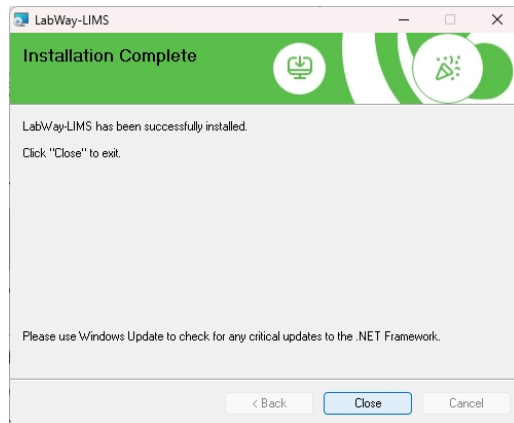 LabWay-LIMS
Installation Complete
LabWay-LIMS has been successfully installed.
Click "Close" to exit.
Please use Windows Update to check for any critical updates to the .NET Framework.
< Back Close Cancel